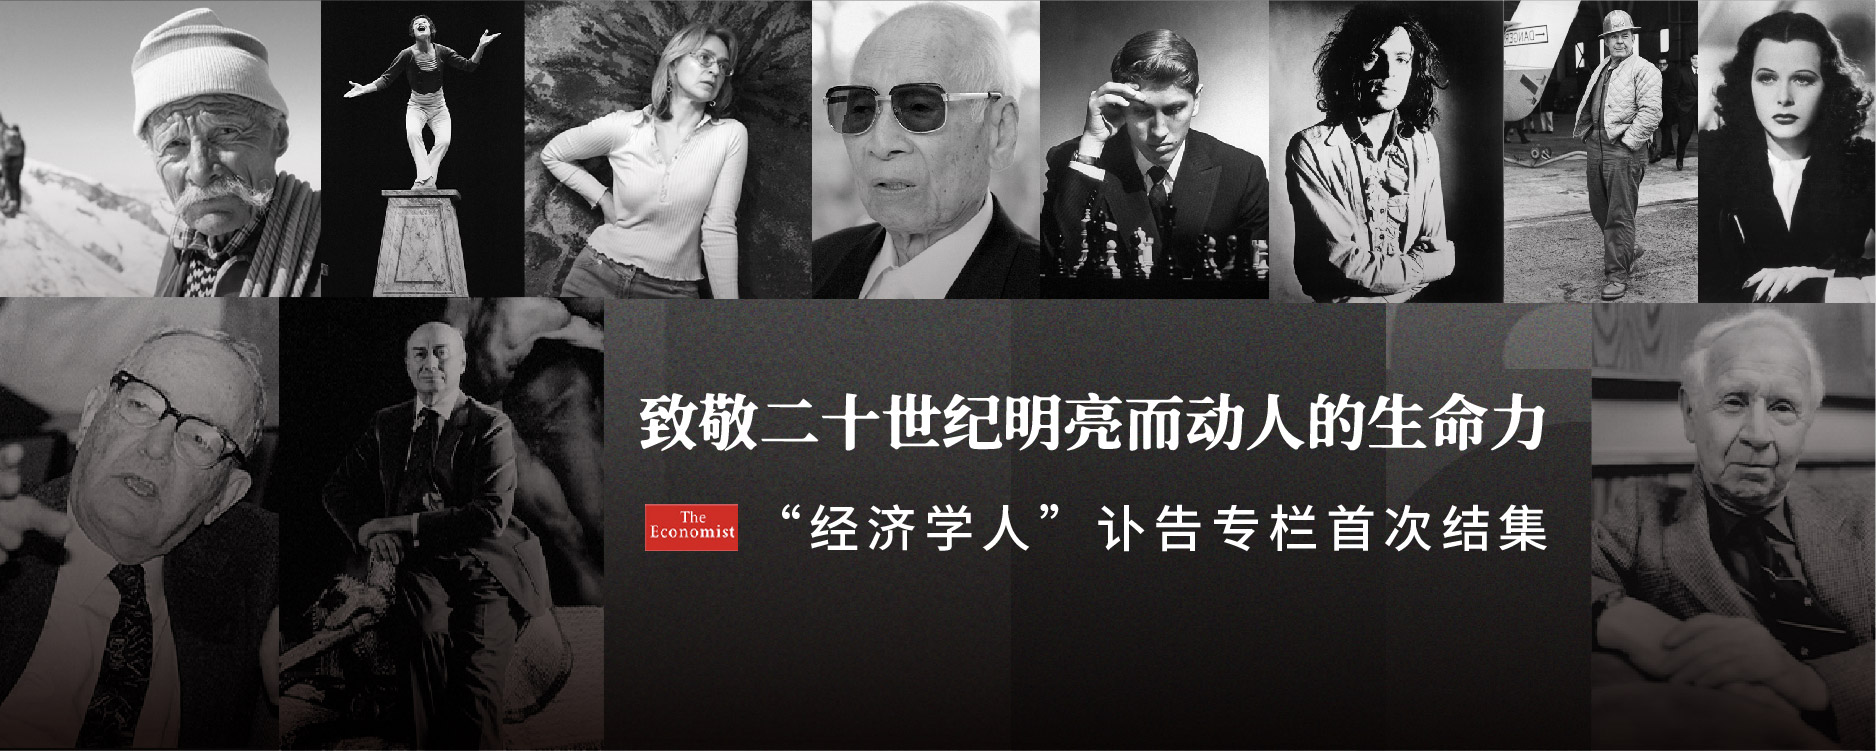 DANGER
致敬二十世纪明亮而动人的生命力
The
Economist
“经济学人”讣告专栏首次结集